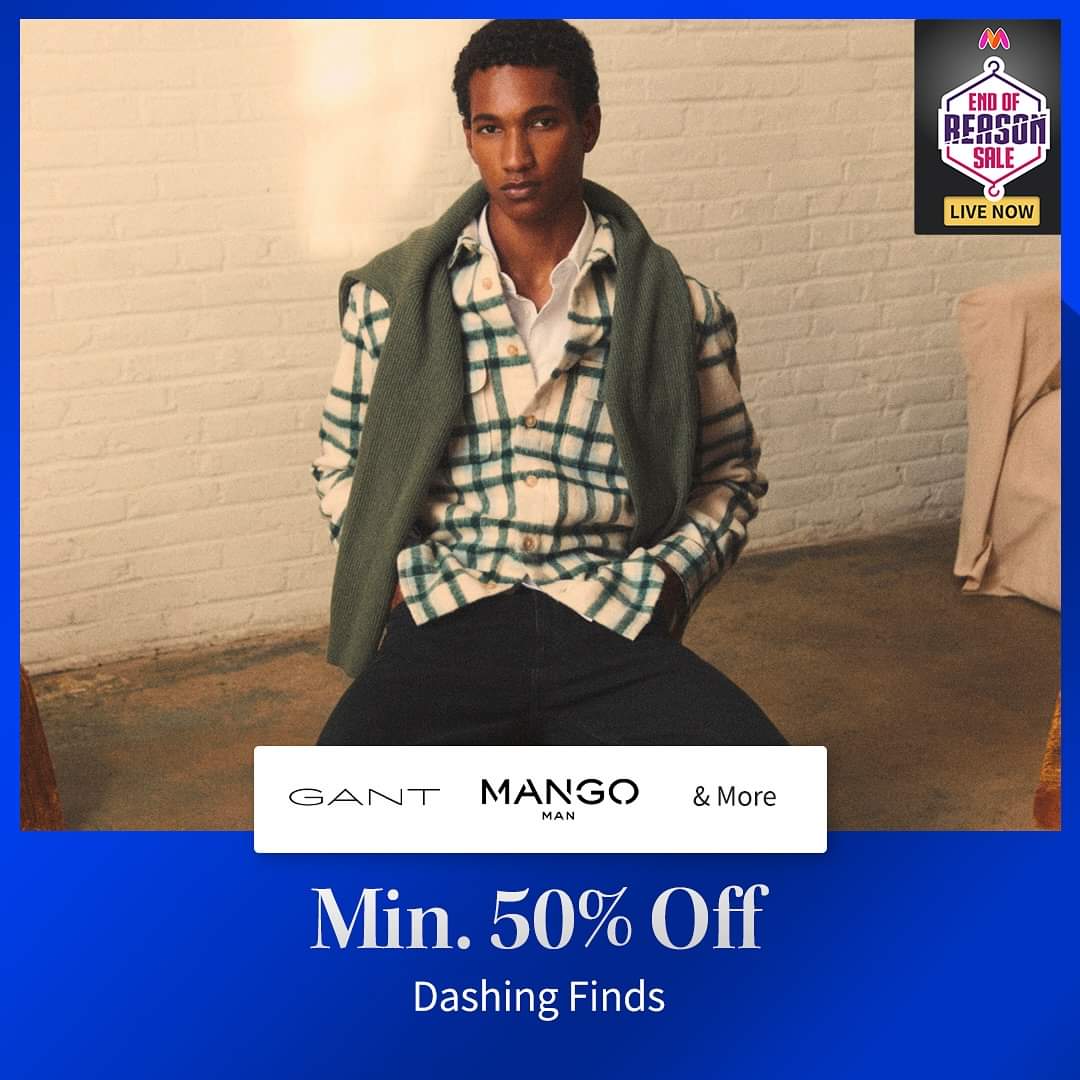 END OF
REASON
SALE
LIVE NOW
GANT
MANGO
MAN
& More
Min. 50% Off
Dashing Finds